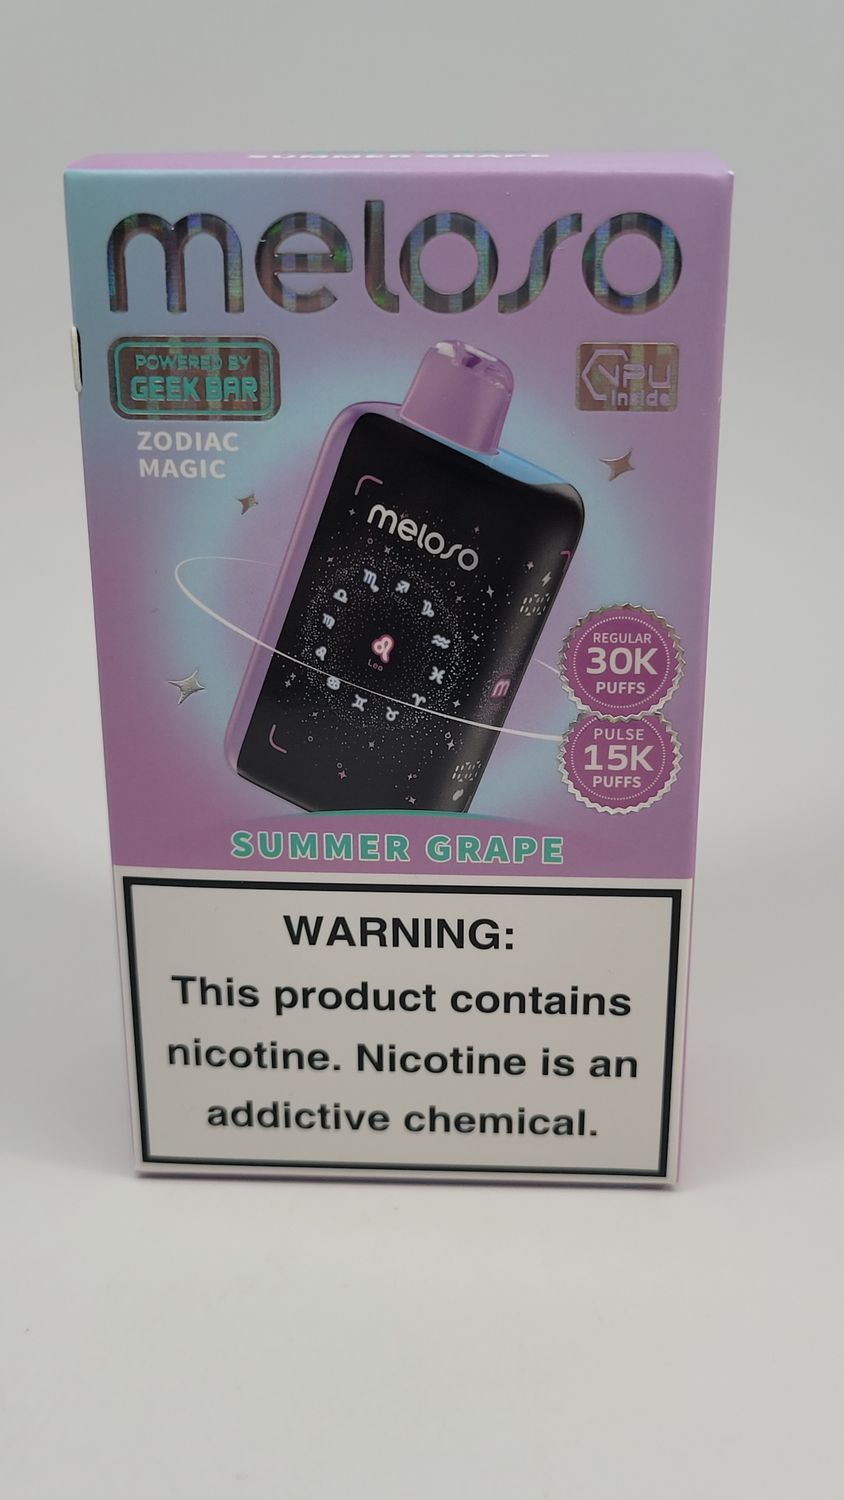 SUMMER GRAPE
meloso
POWERED BY
GEEK BAR
VPU
inside
ZODIAC
MAGIC
meloso
Leo
m
REGULAR
30K
PUFFS
PULSE
15K
PUFFS
SUMMER GRAPE
WARNING:
This product contains
nicotine. Nicotine is an
addictive chemical.